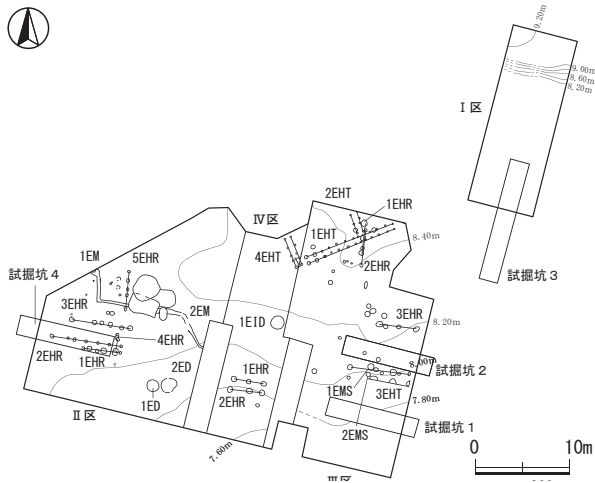 9.20m
9.00m
8.60m
8.20m
Ⅰ区
試掘坑3
2EHT
1EHR
Ⅳ区
1EHT
8.40m
4EHT
2EHR
1EM
5EHR
試掘坑4
3EHR
2EM
1EID
3EHR
8.20m
4EHR
2EHR
1EHR
2ED
1EHR
8.00m
試掘坑2
1EMS
3EHT
7.80m
Ⅱ区
1ED
2EHR
2EMS
試掘坑1
7.60m
0 10m